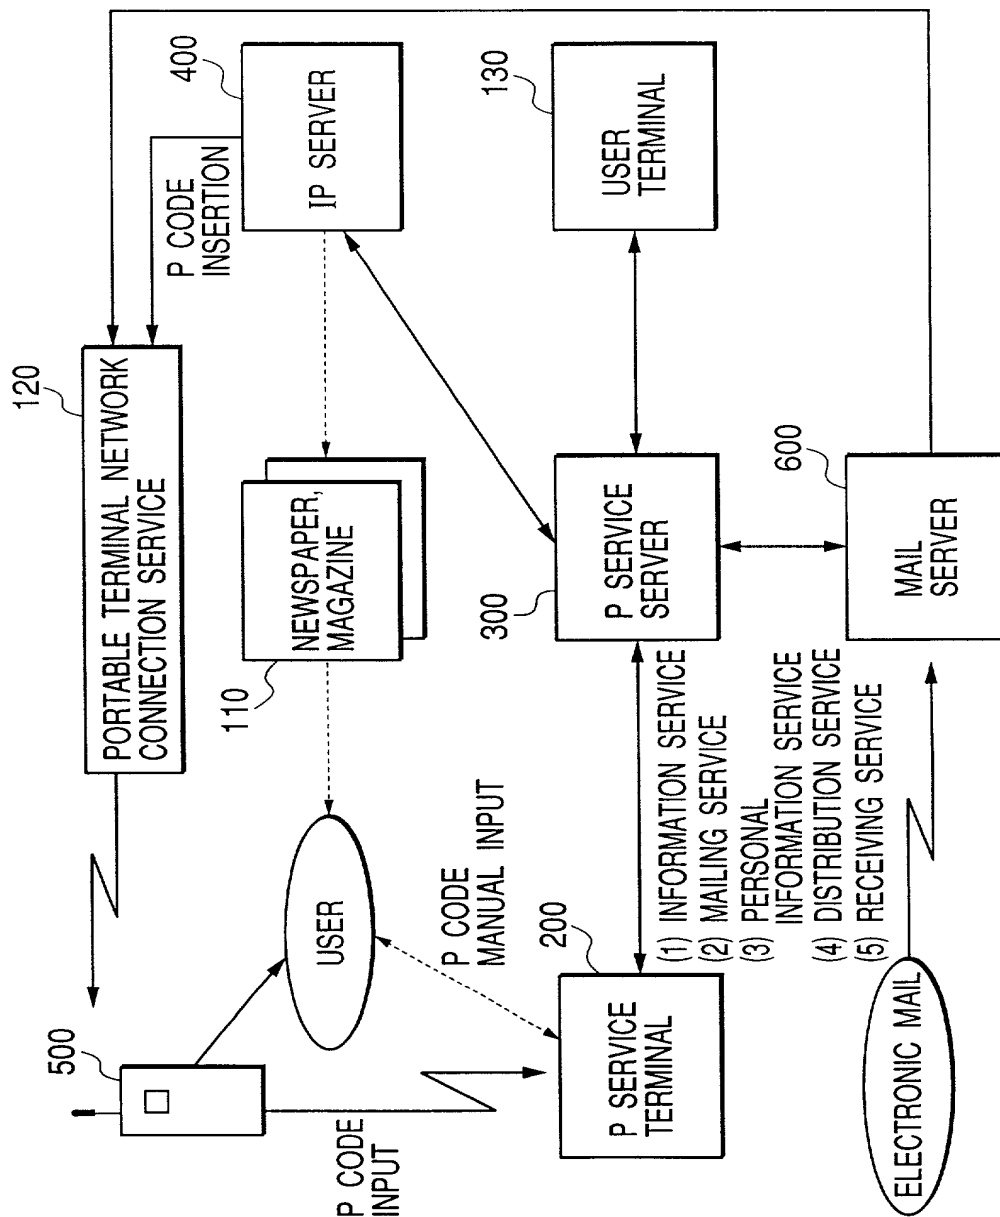 500
120
PORTABLE TERMINAL NETWORK
CONNECTION SERVICE
P CODE
INSERTION
400
IP SERVER
110
NEWSPAPER,
MAGAZINE
USER
P CODE
INPUT
P CODE
MANUAL INPUT
200
P SERVICE
TERMINAL
300
P SERVICE
SERVER
130
USER
TERMINAL
(1) INFORMATION SERVICE
(2) MAILING SERVICE
(3) PERSONAL
INFORMATION SERVICE
(4) DISTRIBUTION SERVICE
(5) RECEIVING SERVICE
600
MAIL
SERVER
ELECTRONIC MAIL